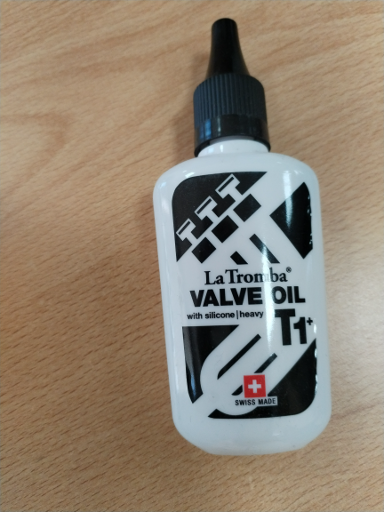 La Tromba®
VALVE OIL
with silicone | heavy
T1+
SWISS MADE